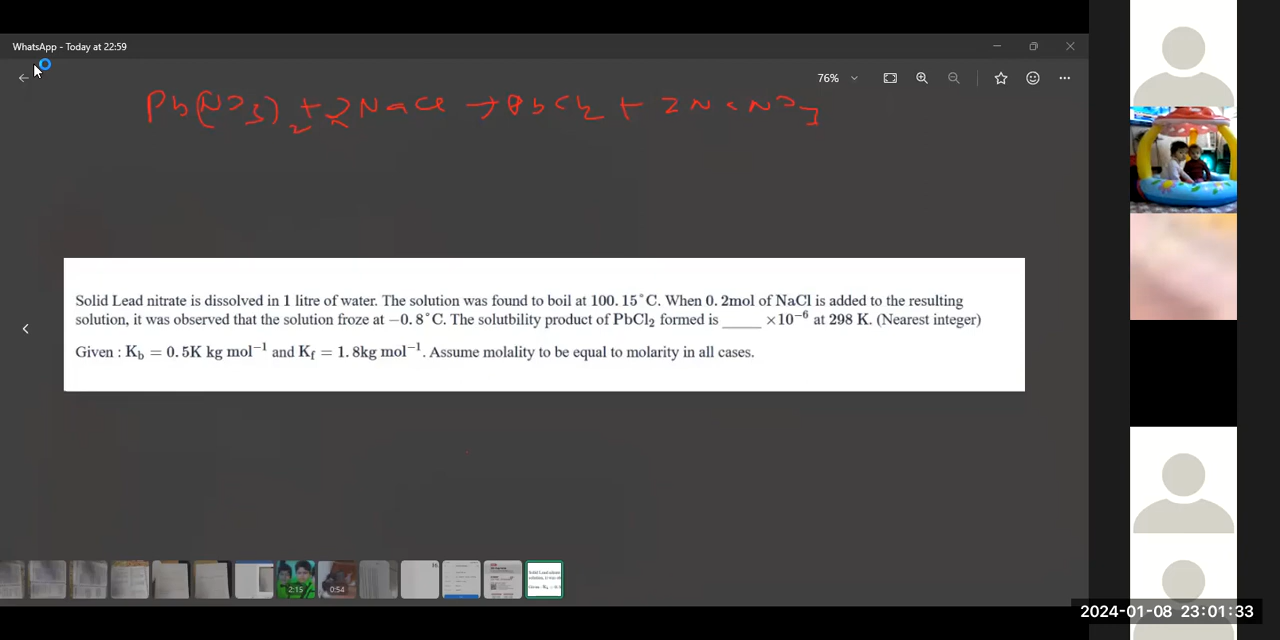 WhatsApp - Today at 22:59
76%
Pb(NO3)2 + 2NaCl → PbCl2 + 2NaNO3
Solid Lead nitrate is dissolved in 1 litre of water. The solution was found to boil at 100.15°C. When 0.2mol of NaCl is added to the resulting
solution, it was observed that the solution froze at −0.8°C. The solutbility product of PbCl2 formed is _____ ×10−6 at 298 K. (Nearest integer)
Given : Kb = 0.5K kg mol−1 and Kf = 1.8kg mol−1. Assume molality to be equal to molarity in all cases.
2:15
0:54
2024-01-08 23:01:33